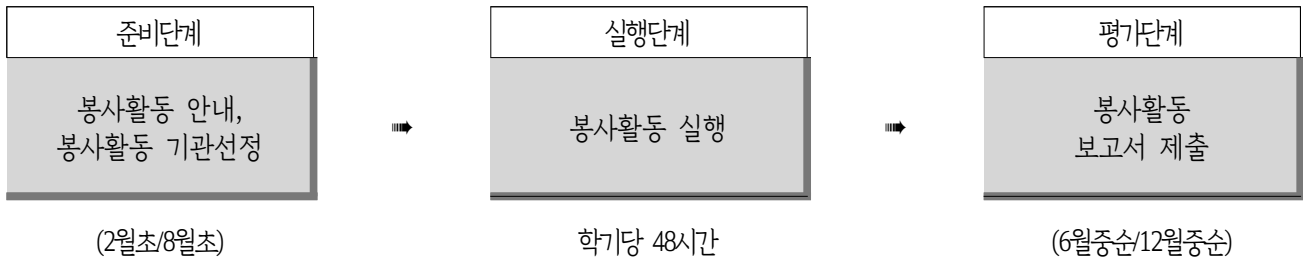 준비단계
실행단계
평가단계
봉사활동 안내,
봉사활동 기관선정
➠
봉사활동 실행
➠
봉사활동
보고서 제출
(2월초/8월초)
학기당 48시간
(6월중순/12월중순)